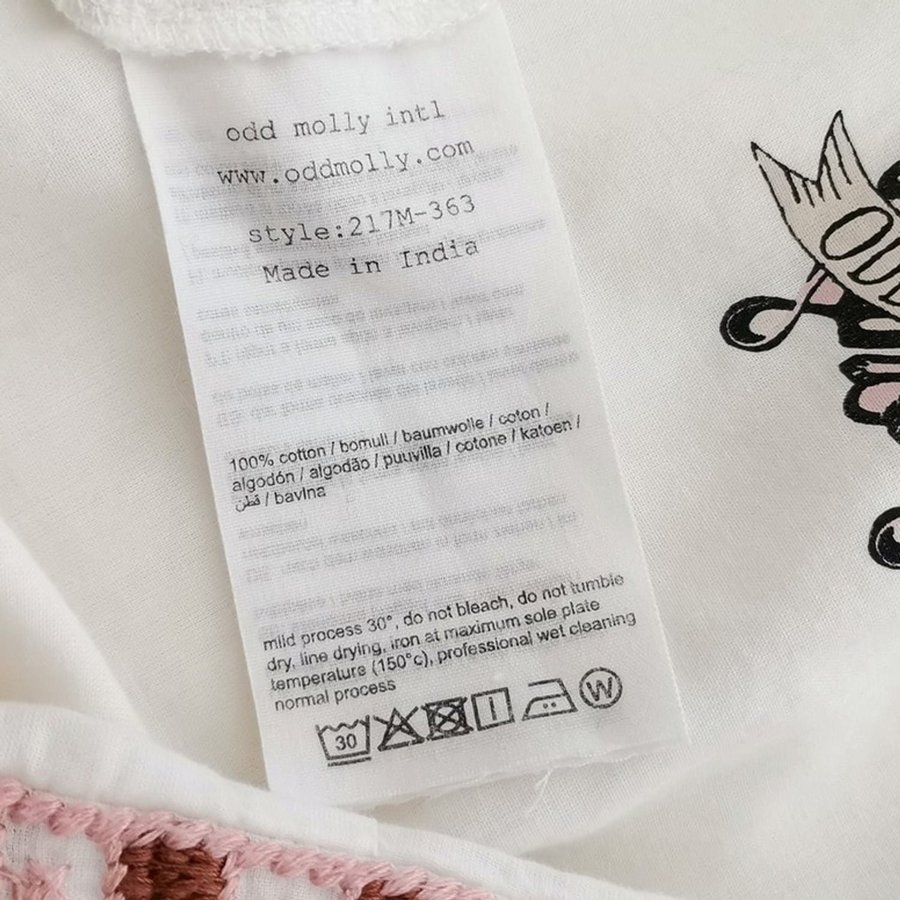 odd molly intl
www.oddmolly.com
style:217M-363
Made in India
100% cotton / bomull / baumwolle / coton /
algodón / algodão / puuvilla / cotone / katoen /
قطن / bavlna
mild process 30°, do not bleach, do not tumble
dry, line drying, iron at maximum sole plate
temperature (150°c), professional wet cleaning
normal process
30 W